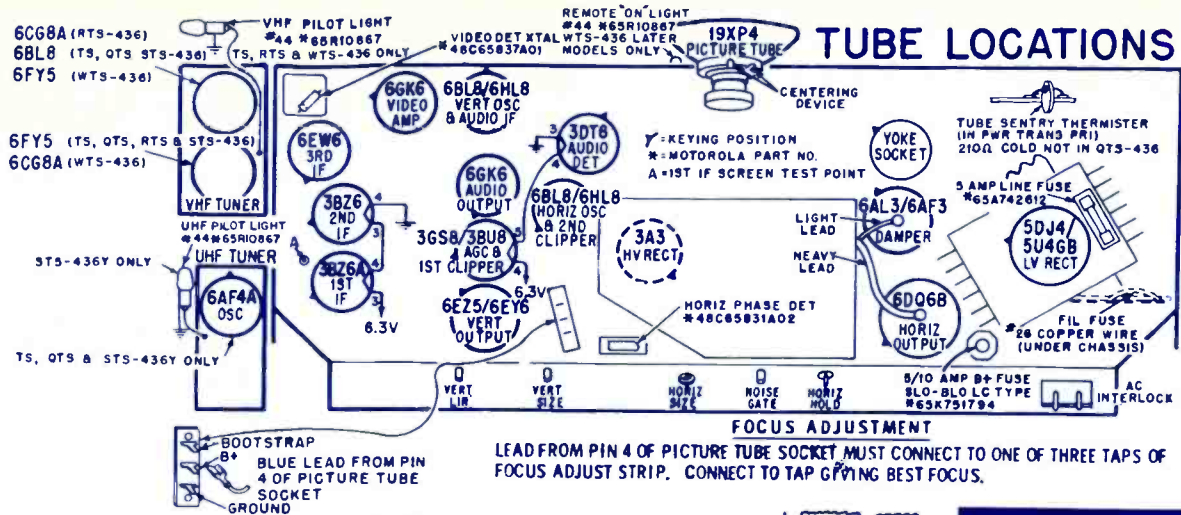 TUBE LOCATIONS
6CG8A (RTS-436)
6BL8 (TS, QTS STS-436)
6FY5 (WTS-436)
6FY5 (TS, QTS, RTS & STS-436)
6CG8A (WTS-436)
VHF TUNER
VHF PILOT LIGHT
#44 *65R10867
TS, RTS & WTS-436 ONLY
VIDEO DET XTAL
*48C65837A01
REMOTE "ON" LIGHT
#44 *65R10867
WTS-436 LATER
MODELS ONLY
19XP4
PICTURE TUBE
CENTERING
DEVICE
6GK6
VIDEO
AMP
6BL8/6HL8
VERT OSC
& AUDIO IF
6EW6
3RD
IF
3DT6
AUDIO
DET
3
4
Y=KEYING POSITION
*=MOTOROLA PART NO.
A=1ST IF SCREEN TEST POINT
YOKE
SOCKET
TUBE SENTRY THERMISTER
(IN PWR TRANS PRI)
210Ω COLD NOT IN QTS-436
5 AMP LINE FUSE
*65A742612
6GK6
AUDIO
OUTPUT
6BL8/6HL8
(HORIZ OSC
& 2ND
CLIPPER)
3BZ6
2ND
IF
4
3
6AL3/6AF3
DAMPER
LIGHT
LEAD
HEAVY
LEAD
5DJ4/
5U4GB
LV RECT
UHF PILOT LIGHT
#44 *65R10867
UHF TUNER
STS-436Y ONLY
A
3GS8/3BU8
AGC &
1ST CLIPPER
5
4
6.3V
3A3
HV RECT
3BZ6A
1ST
IF
4
3
6.3V
6AF4A
OSC
TS, QTS & STS-436Y ONLY
6EZ5/6EY6
VERT
OUTPUT
HORIZ PHASE DET
*48C65831A02
6DQ6B
HORIZ
OUTPUT
FIL FUSE
#26 COPPER WIRE
(UNDER CHASSIS)
VERT
LIR.
VERT
SIZE
HORIZ
SIZE
NOISE
GATE
HORIZ
HOLD
5/10 AMP B+ FUSE
SLO-BLO LC TYPE
*65K751794
AC
INTERLOCK
FOCUS ADJUSTMENT
LEAD FROM PIN 4 OF PICTURE TUBE SOCKET MUST CONNECT TO ONE OF THREE TAPS OF
FOCUS ADJUST STRIP. CONNECT TO TAP GIVING BEST FOCUS.
BOOTSTRAP
B+
BLUE LEAD FROM PIN
4 OF PICTURE TUBE
SOCKET
GROUND